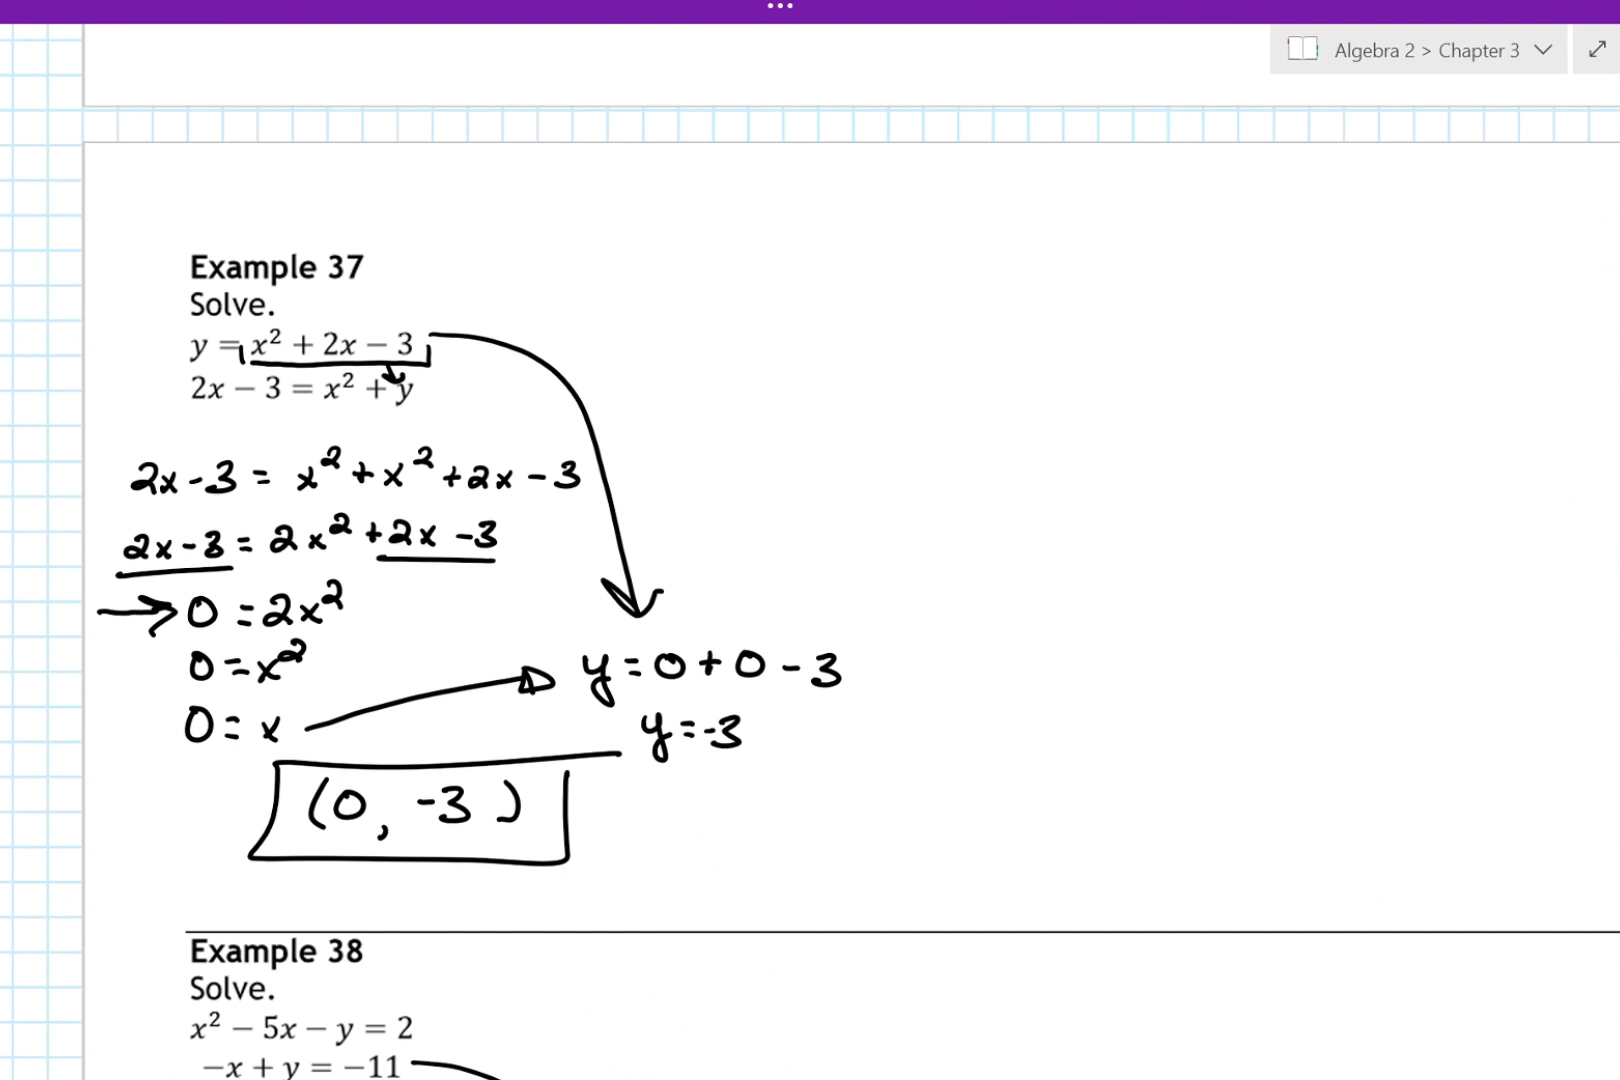 Algebra 2 > Chapter 3
Example 37
Solve.
y = x² + 2x − 3
2x − 3 = x² + y
2x - 3 = x² + x² + 2x - 3
2x - 3 = 2x² + 2x - 3
0 = 2x²
0 = x²
0 = x
y = 0 + 0 - 3
y = -3
(0, -3)
Example 38
Solve.
x² − 5x − y = 2
−x + y = −11